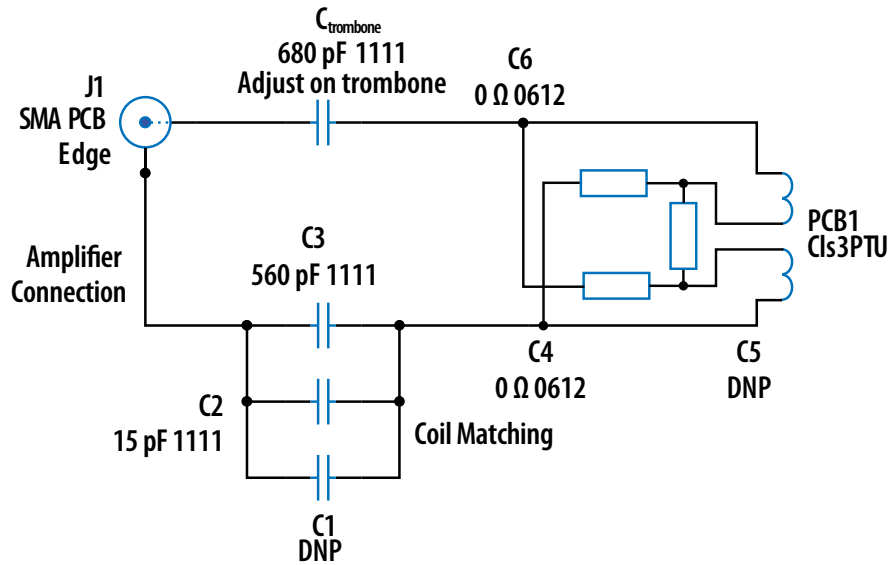 C trombone
680 pF 1111
Adjust on trombone
J1
SMA PCB
Edge
C6
0 Ω 0612
PCB1
Cls3PTU
Amplifier
Connection
C3
560 pF 1111
C4
0 Ω 0612
C5
DNP
C2
15 pF 1111
Coil Matching
C1
DNP